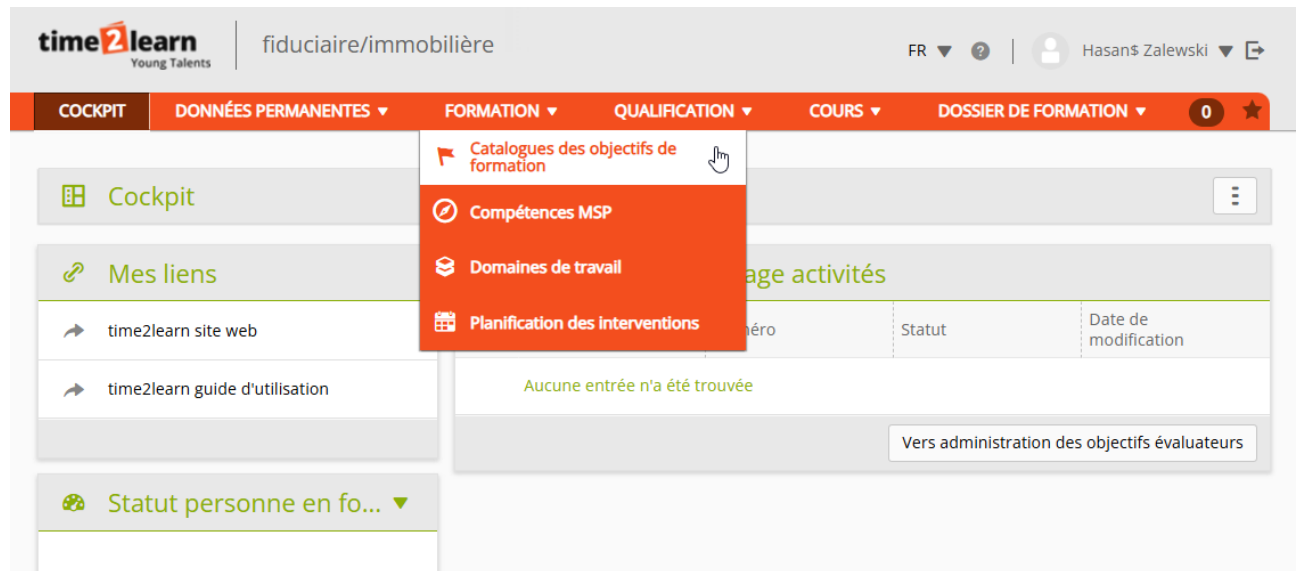 time2learn
Young Talents
fiduciaire/immobilière
FR
Hasan$ Zalewski
COCKPIT
DONNÉES PERMANENTES
FORMATION
QUALIFICATION
COURS
DOSSIER DE FORMATION
0
Catalogues des objectifs de
formation
Compétences MSP
Domaines de travail
Planification des interventions
Cockpit
Mes liens
time2learn site web
time2learn guide d'utilisation
age activités
éro
Statut
Date de
modification
Aucune entrée n'a été trouvée
Vers administration des objectifs évaluateurs
Statut personne en fo...